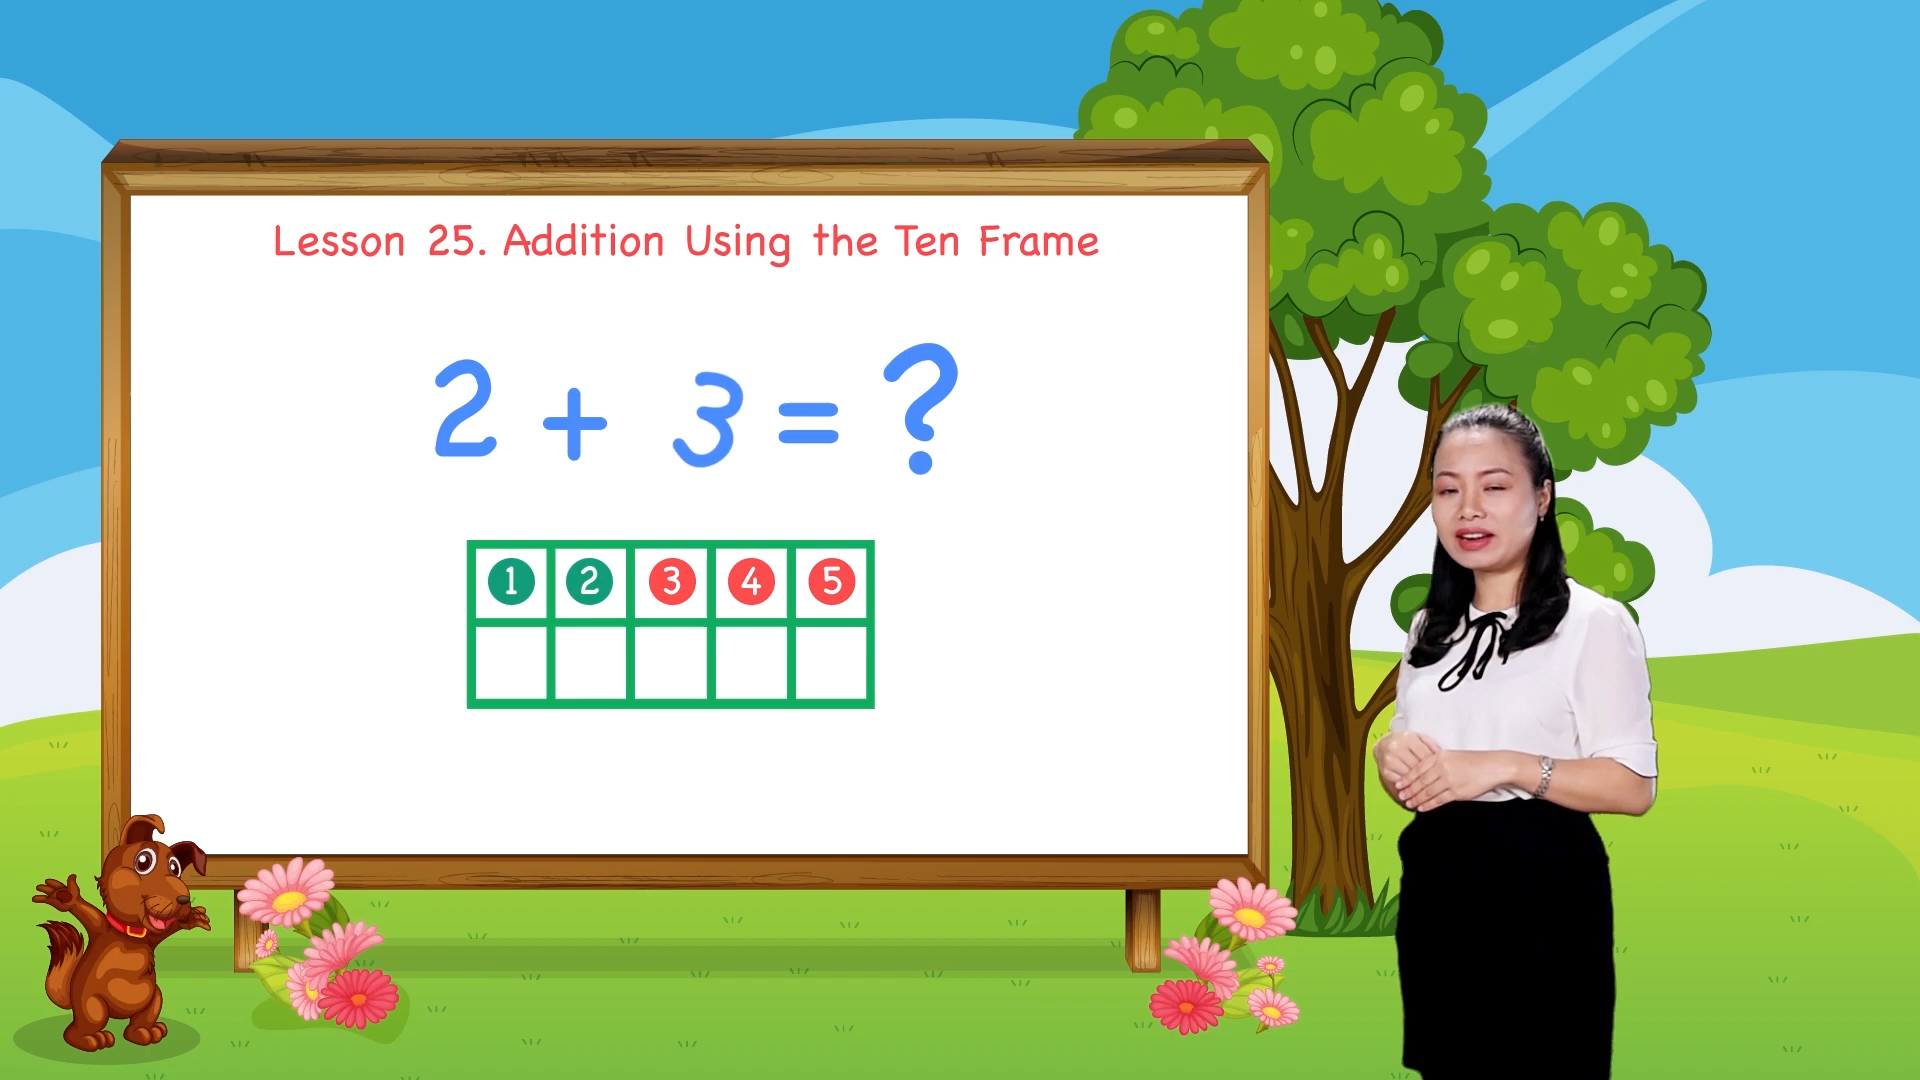 Lesson 25. Addition Using the Ten Frame
2 + 3 = ?
1 2 3 4 5